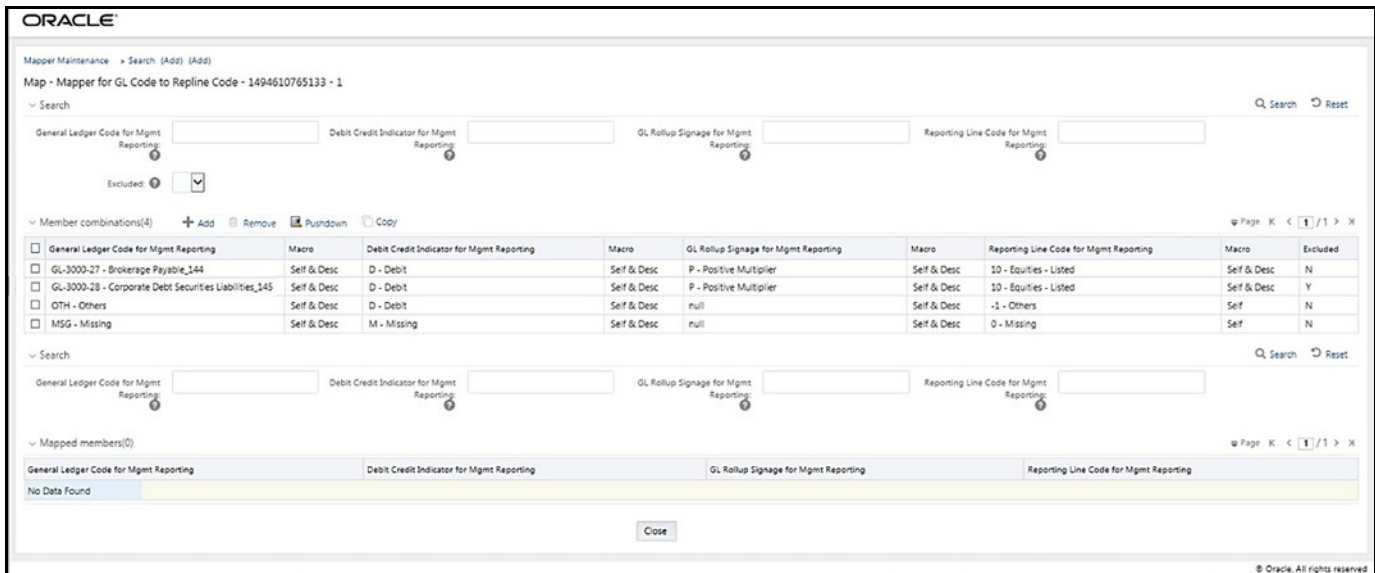 ORACLE
Mapper Maintenance » Search (Add) (Add)
Map - Mapper for GL Code to Repline Code - 1494610765133 - 1
Search
Search Reset
General Ledger Code for Mgmt Reporting:
Debit Credit Indicator for Mgmt Reporting:
GL Rollup Signage for Mgmt Reporting:
Reporting Line Code for Mgmt Reporting:
Excluded:
Member combinations(4) Add Remove Pushdown Copy Page 1 / 1
General Ledger Code for Mgmt Reporting Macro Debit Credit Indicator for Mgmt Reporting Macro GL Rollup Signage for Mgmt Reporting Macro Reporting Line Code for Mgmt Reporting Macro Excluded
GL-3000-27 - Brokerage Payable_144 Self & Desc D - Debit Self & Desc P - Positive Multiplier Self & Desc 10 - Equities - Listed Self & Desc N
GL-3000-28 - Corporate Debt Securities Liabilities_145 Self & Desc D - Debit Self & Desc P - Positive Multiplier Self & Desc 10 - Equities - Listed Self & Desc Y
OTH - Others Self & Desc D - Debit Self & Desc null Self & Desc -1 - Others Self N
MSG - Missing Self & Desc M - Missing Self & Desc null Self & Desc 0 - Missing Self N
Search
Search Reset
General Ledger Code for Mgmt Reporting:
Debit Credit Indicator for Mgmt Reporting:
GL Rollup Signage for Mgmt Reporting:
Reporting Line Code for Mgmt Reporting:
Mapped members(0) Page 1 / 1
General Ledger Code for Mgmt Reporting Debit Credit Indicator for Mgmt Reporting GL Rollup Signage for Mgmt Reporting Reporting Line Code for Mgmt Reporting
No Data Found
Close
© Oracle. All rights reserved